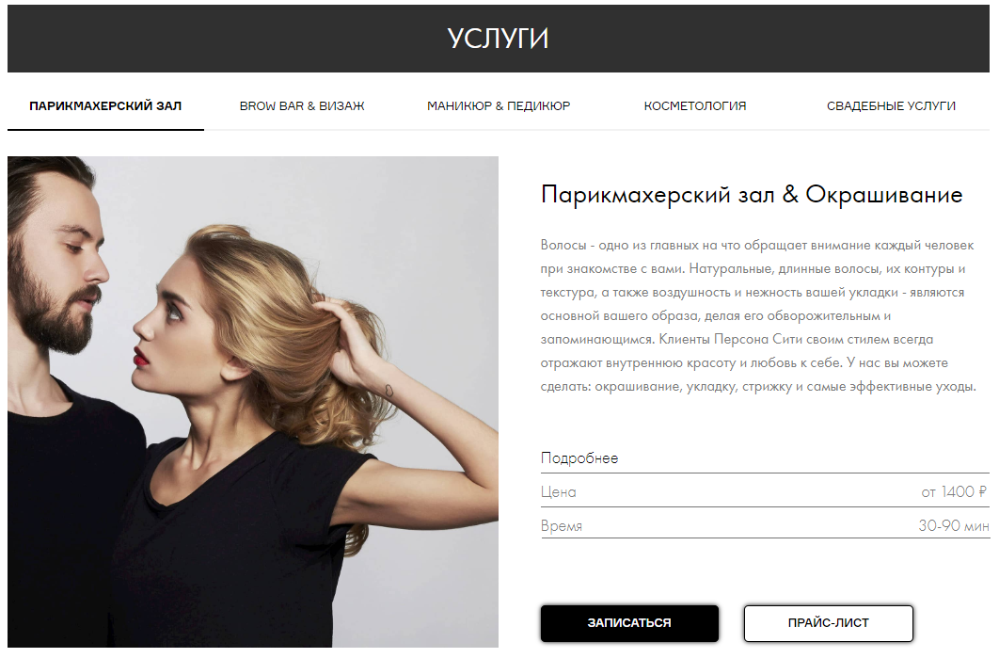 УСЛУГИ
ПАРИКМАХЕРСКИЙ ЗАЛ
BROW BAR & ВИЗАЖ
МАНИКЮР & ПЕДИКЮР
КОСМЕТОЛОГИЯ
СВАДЕБНЫЕ УСЛУГИ
Парикмахерский зал & Окрашивание
Волосы - одно из главных на что обращает внимание каждый человек
при знакомстве с вами. Натуральные, длинные волосы, их контуры и
текстура, а также воздушность и нежность вашей укладки - являются
основной вашего образа, делая его обворожительным и
запоминающимся. Клиенты Персона Сити своим стилем всегда
отражают внутреннюю красоту и любовь к себе. У нас вы можете
сделать: окрашивание, укладку, стрижку и самые эффективные уходы.
Подробнее
Цена от 1400 ₽
Время 30-90 мин
ЗАПИСАТЬСЯ
ПРАЙС-ЛИСТ